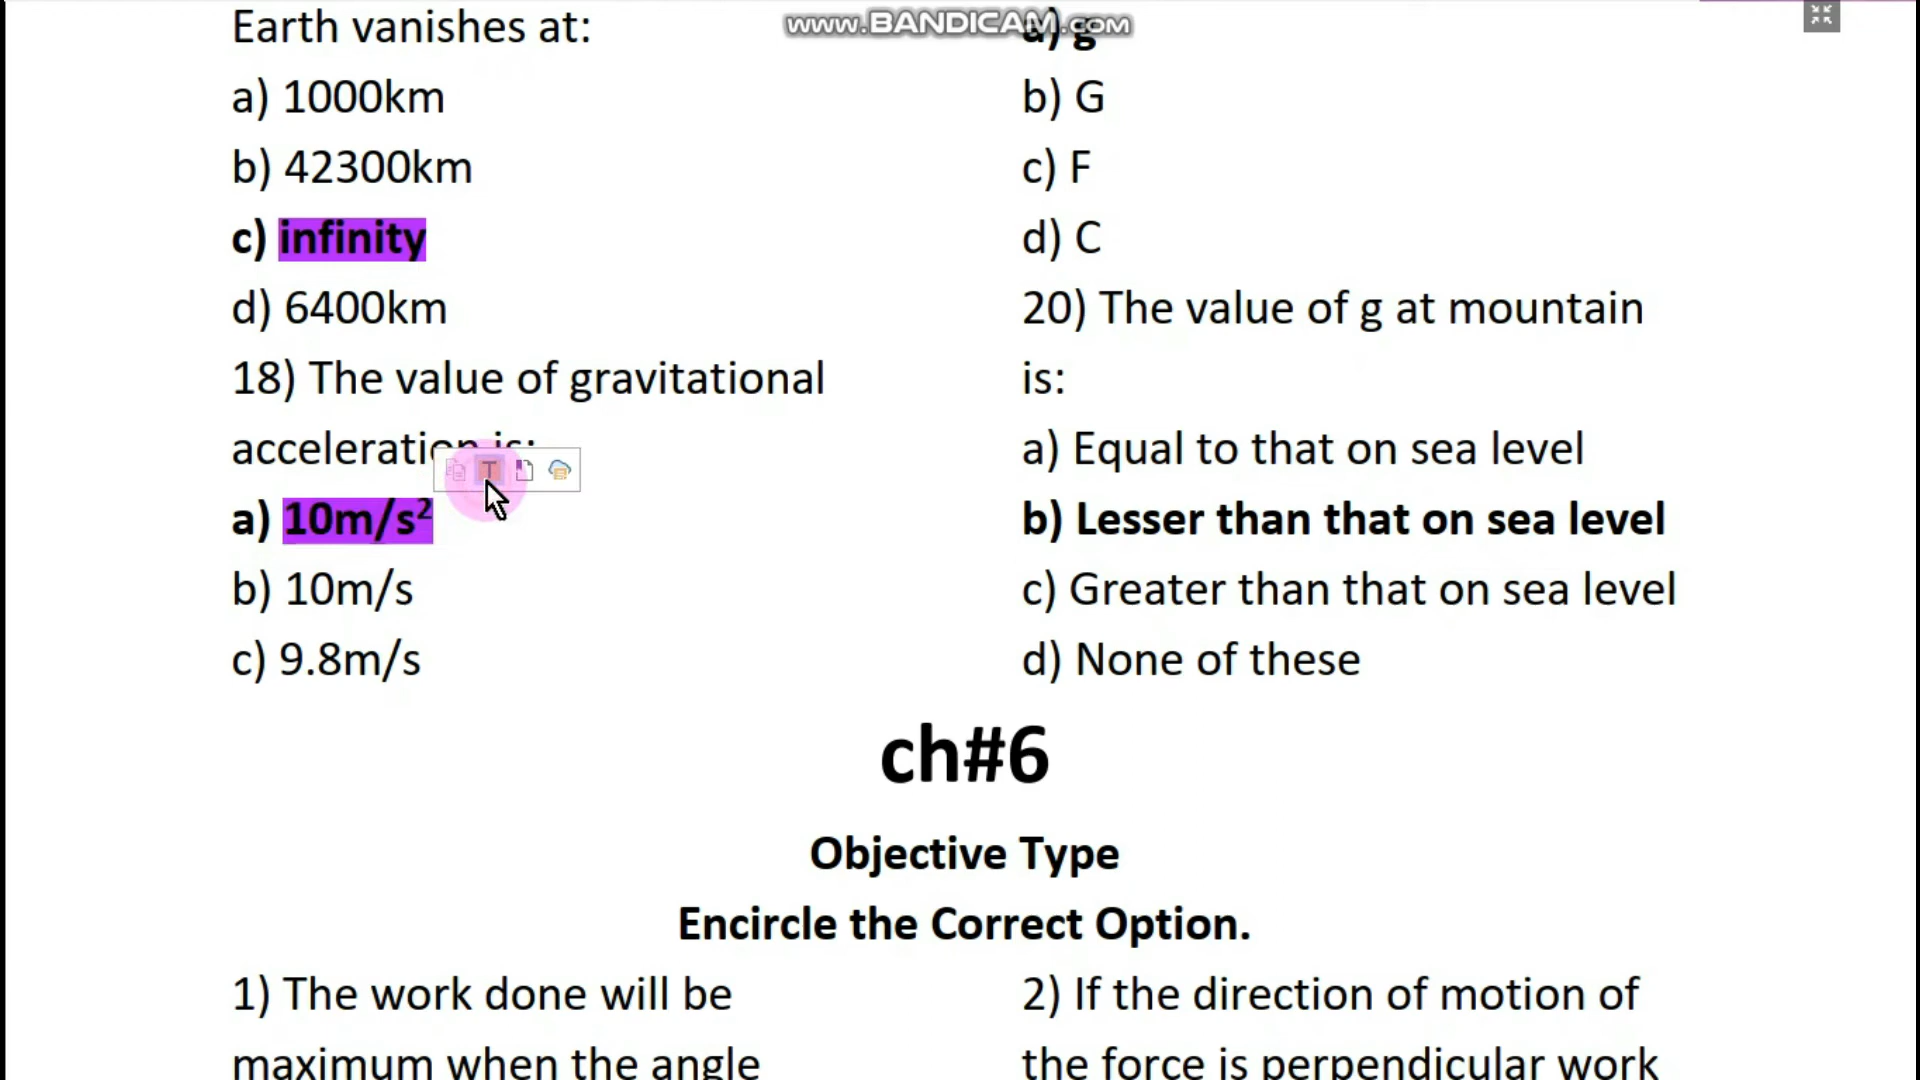 www.BANDICAM.com
Earth vanishes at:
a) 1000km
b) 42300km
c) infinity
d) 6400km
18) The value of gravitational
acceleration is:
a) 10m/s²
b) 10m/s
c) 9.8m/s
a) g
b) G
c) F
d) C
20) The value of g at mountain
is:
a) Equal to that on sea level
b) Lesser than that on sea level
c) Greater than that on sea level
d) None of these
ch#6
Objective Type
Encircle the Correct Option.
1) The work done will be
maximum when the angle
2) If the direction of motion of
the force is perpendicular work